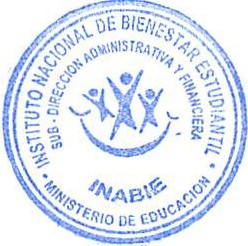 INSTITUTO NACIONAL DE BIENESTAR ESTUDIANTIL
SUB-DIRECCION ADMINISTRATIVA Y FINANCIERA
INABIE
• MINISTERIO DE EDUCACION •